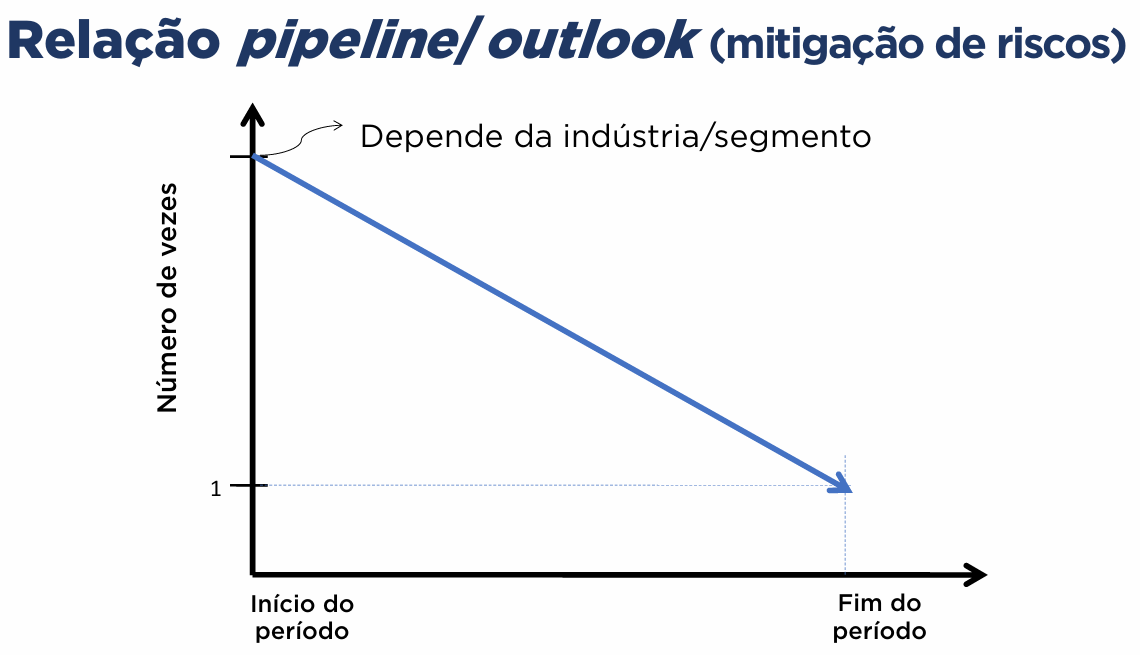 Relação pipeline/ outlook (mitigação de riscos)
Depende da indústria/segmento
Número de vezes
1
Início do
período
Fim do
período